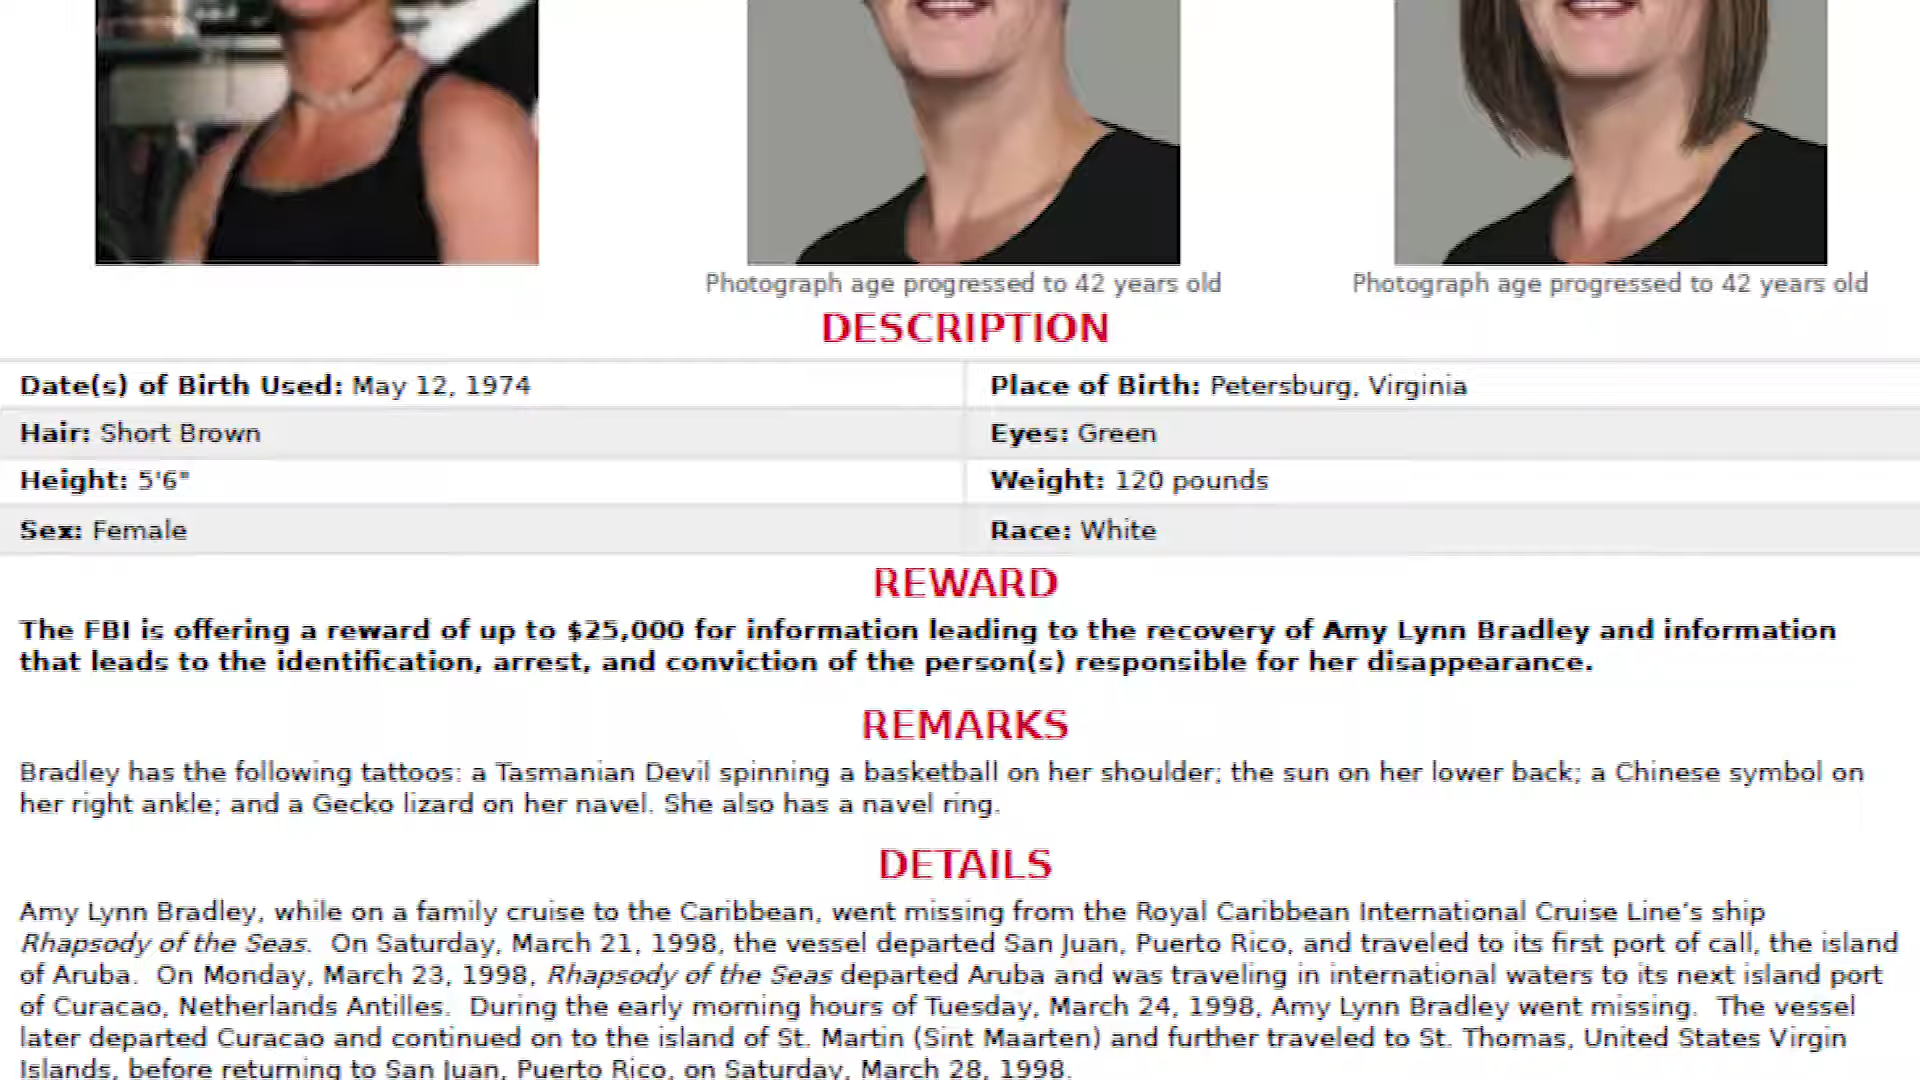 Photograph age progressed to 42 years old
Photograph age progressed to 42 years old
DESCRIPTION
Date(s) of Birth Used: May 12, 1974
Place of Birth: Petersburg, Virginia
Hair: Short Brown
Eyes: Green
Height: 5'6"
Weight: 120 pounds
Sex: Female
Race: White
REWARD
The FBI is offering a reward of up to $25,000 for information leading to the recovery of Amy Lynn Bradley and information
that leads to the identification, arrest, and conviction of the person(s) responsible for her disappearance.
REMARKS
Bradley has the following tattoos: a Tasmanian Devil spinning a basketball on her shoulder; the sun on her lower back; a Chinese symbol on
her right ankle; and a Gecko lizard on her navel. She also has a navel ring.
DETAILS
Amy Lynn Bradley, while on a family cruise to the Caribbean, went missing from the Royal Caribbean International Cruise Line’s ship
Rhapsody of the Seas.  On Saturday, March 21, 1998, the vessel departed San Juan, Puerto Rico, and traveled to its first port of call, the island
of Aruba.  On Monday, March 23, 1998, Rhapsody of the Seas departed Aruba and was traveling in international waters to its next island port
of Curacao, Netherlands Antilles.  During the early morning hours of Tuesday, March 24, 1998, Amy Lynn Bradley went missing.  The vessel
later departed Curacao and continued on to the island of St. Martin (Sint Maarten) and further traveled to St. Thomas, United States Virgin
Islands, before returning to San Juan, Puerto Rico, on Saturday, March 28, 1998.